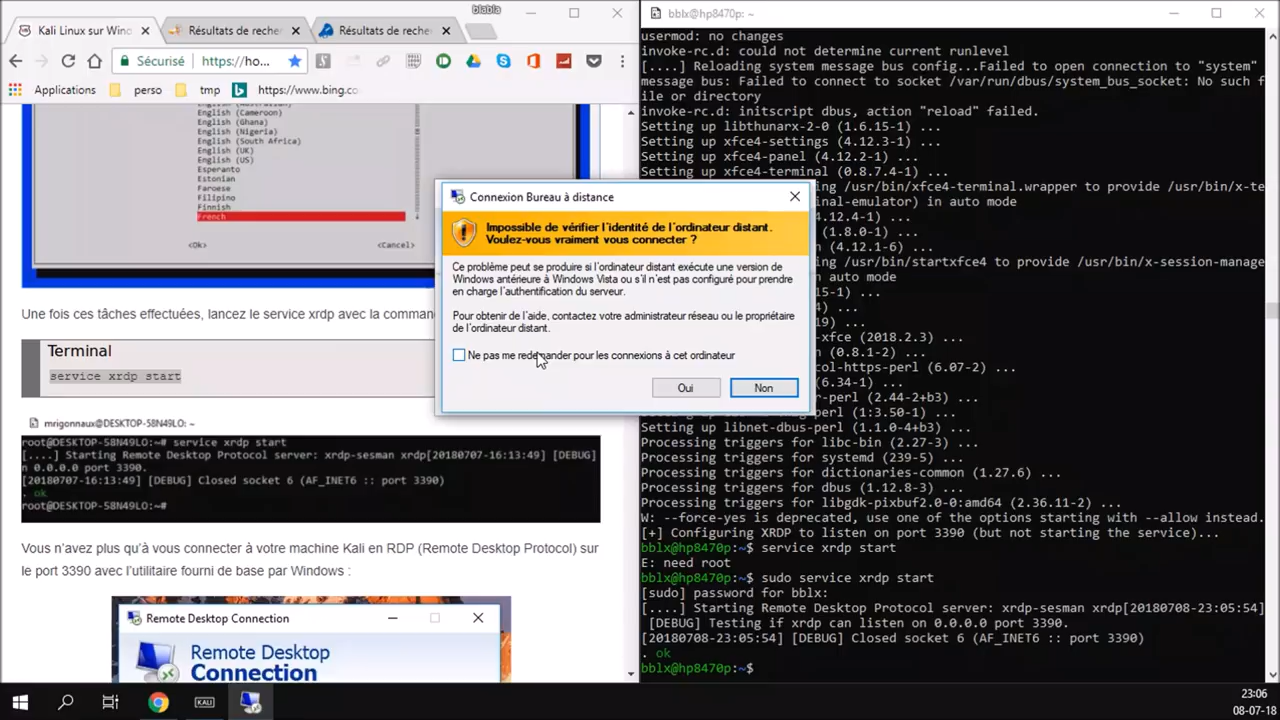 blabla
Kali Linux sur Wind
Résultats de reche
Résultats de reche
Sécurisé
https://ho...
Applications
perso
tmp
https://www.bing.co
English (Australian)
English (Cameroon)
English (Ghana)
English (Nigeria)
English (South Africa)
English (UK)
English (US)
Esperanto
Estonian
Faroese
Filipino
Finnish
French
<Ok>
<Cancel>
Une fois ces tâches effectuées, lancez le service xrdp avec la comman
Terminal
service xrdp start
mrigonnaux@DESKTOP-58N49LO: ~
root@DESKTOP-58N49LO:~# service xrdp start
[....] Starting Remote Desktop Protocol server: xrdp-sesman xrdp[20180707-16:13:49] [DEBUG]
n 0.0.0.0 port 3390.
[20180707-16:13:49] [DEBUG] Closed socket 6 (AF_INET6 :: port 3390)
. ok
root@DESKTOP-58N49LO:~#
Vous n'avez plus qu'à vous connecter à votre machine Kali en RDP (Remote Desktop Protocol) sur
le port 3390 avec l'utilitaire fourni de base par Windows :
Remote Desktop Connection
Remote Desktop
Connection
Connexion Bureau à distance
Impossible de vérifier l'identité de l'ordinateur distant.
Voulez-vous vraiment vous connecter ?
Ce problème peut se produire si l'ordinateur distant exécute une version de
Windows antérieure à Windows Vista ou s'il n'est pas configuré pour prendre
en charge l'authentification du serveur.
Pour obtenir de l'aide, contactez votre administrateur réseau ou le propriétaire
de l'ordinateur distant.
Ne pas me redemander pour les connexions à cet ordinateur
Oui
Non
bblx@hp8470p: ~
usermod: no changes
invoke-rc.d: could not determine current runlevel
[....] Reloading system message bus config...Failed to open connection to "system"
message bus: Failed to connect to socket /var/run/dbus/system_bus_socket: No such f
ile or directory
invoke-rc.d: initscript dbus, action "reload" failed.
Setting up libthunarx-2-0 (1.6.15-1) ...
Setting up xfce4-settings (4.12.3-1) ...
Setting up xfce4-panel (4.12.2-1) ...
Setting up xfce4-terminal (0.8.7.4-1) ...
ing /usr/bin/xfce4-terminal.wrapper to provide /usr/bin/x-te
nal-emulator) in auto mode
.12.4-1) ...
.1.8.0-1) ...
4.12.1-6) ...
ing /usr/bin/startxfce4 to provide /usr/bin/x-session-manage
n auto mode
15-1) ...
) ...
19) ...
-xfce (2018.2.3) ...
0.8.1-2) ...
col-https-perl (6.07-2) ...
6.34-1) ...
er-perl (2.44-2+b3) ...
mg-perl (1:3.50-1) ...
Setting up libnet-dbus-perl (1.1.0-4+b3) ...
Processing triggers for libc-bin (2.27-3) ...
Processing triggers for systemd (239-5) ...
Processing triggers for dictionaries-common (1.27.6) ...
Processing triggers for dbus (1.12.8-3) ...
Processing triggers for libgdk-pixbuf2.0-0:amd64 (2.36.11-2) ...
W: --force-yes is deprecated, use one of the options starting with --allow instead.
[+] Configuring XRDP to listen on port 3390 (but not starting the service)...
bblx@hp8470p:~$ service xrdp start
E: need root
bblx@hp8470p:~$ sudo service xrdp start
[sudo] password for bblx:
[....] Starting Remote Desktop Protocol server: xrdp-sesman xrdp[20180708-23:05:54]
[DEBUG] Testing if xrdp can listen on 0.0.0.0 port 3390.
[20180708-23:05:54] [DEBUG] Closed socket 6 (AF_INET6 :: port 3390)
. ok
bblx@hp8470p:~$
KALI
23:06
08-07-18